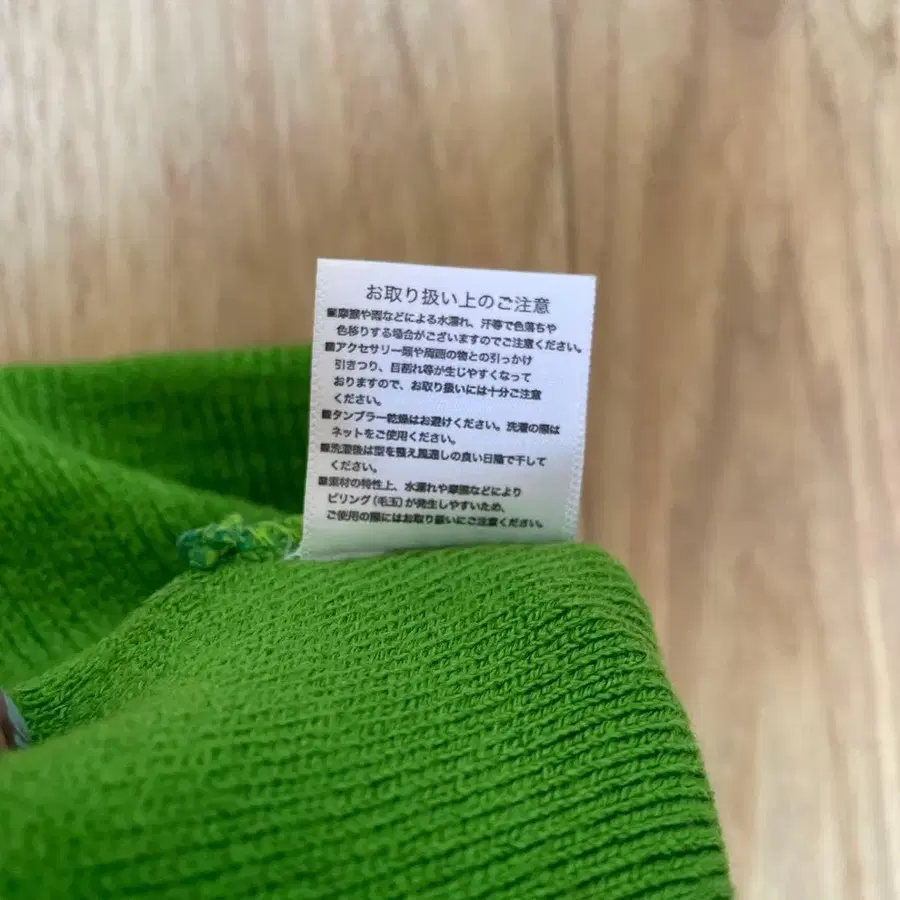 お取り扱い上のご注意
■摩擦や雨などによる水濡れ、汗等で色落ちや
色移りする場合がございますのでご注意ください。
■アクセサリー類や周囲の物との引っかけ
引きつり、目割れ等が生じやすくなって
おりますので、お取り扱いには十分ご注意
ください。
■タンブラー乾燥はお避けください。洗濯の際は
ネットをご使用ください。
■洗濯後は型を整え風通しの良い日陰で干して
ください。
■素材の特性上、水濡れや摩擦などにより
ピリング(毛玉)が発生しやすいため、
ご使用の際にはお取り扱いにご注意ください。